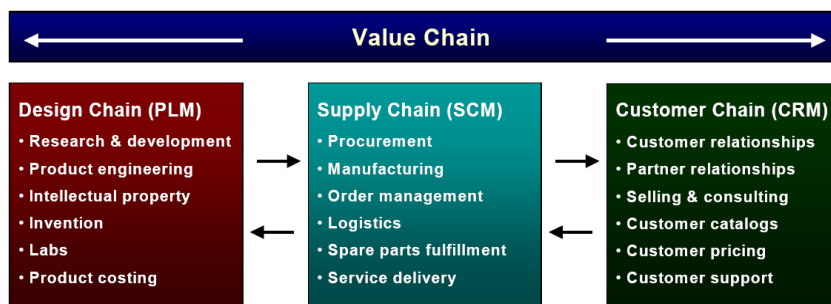 Value Chain
Design Chain (PLM)
• Research & development
• Product engineering
• Intellectual property
• Invention
• Labs
• Product costing
Supply Chain (SCM)
• Procurement
• Manufacturing
• Order management
• Logistics
• Spare parts fulfillment
• Service delivery
Customer Chain (CRM)
• Customer relationships
• Partner relationships
• Selling & consulting
• Customer catalogs
• Customer pricing
• Customer support